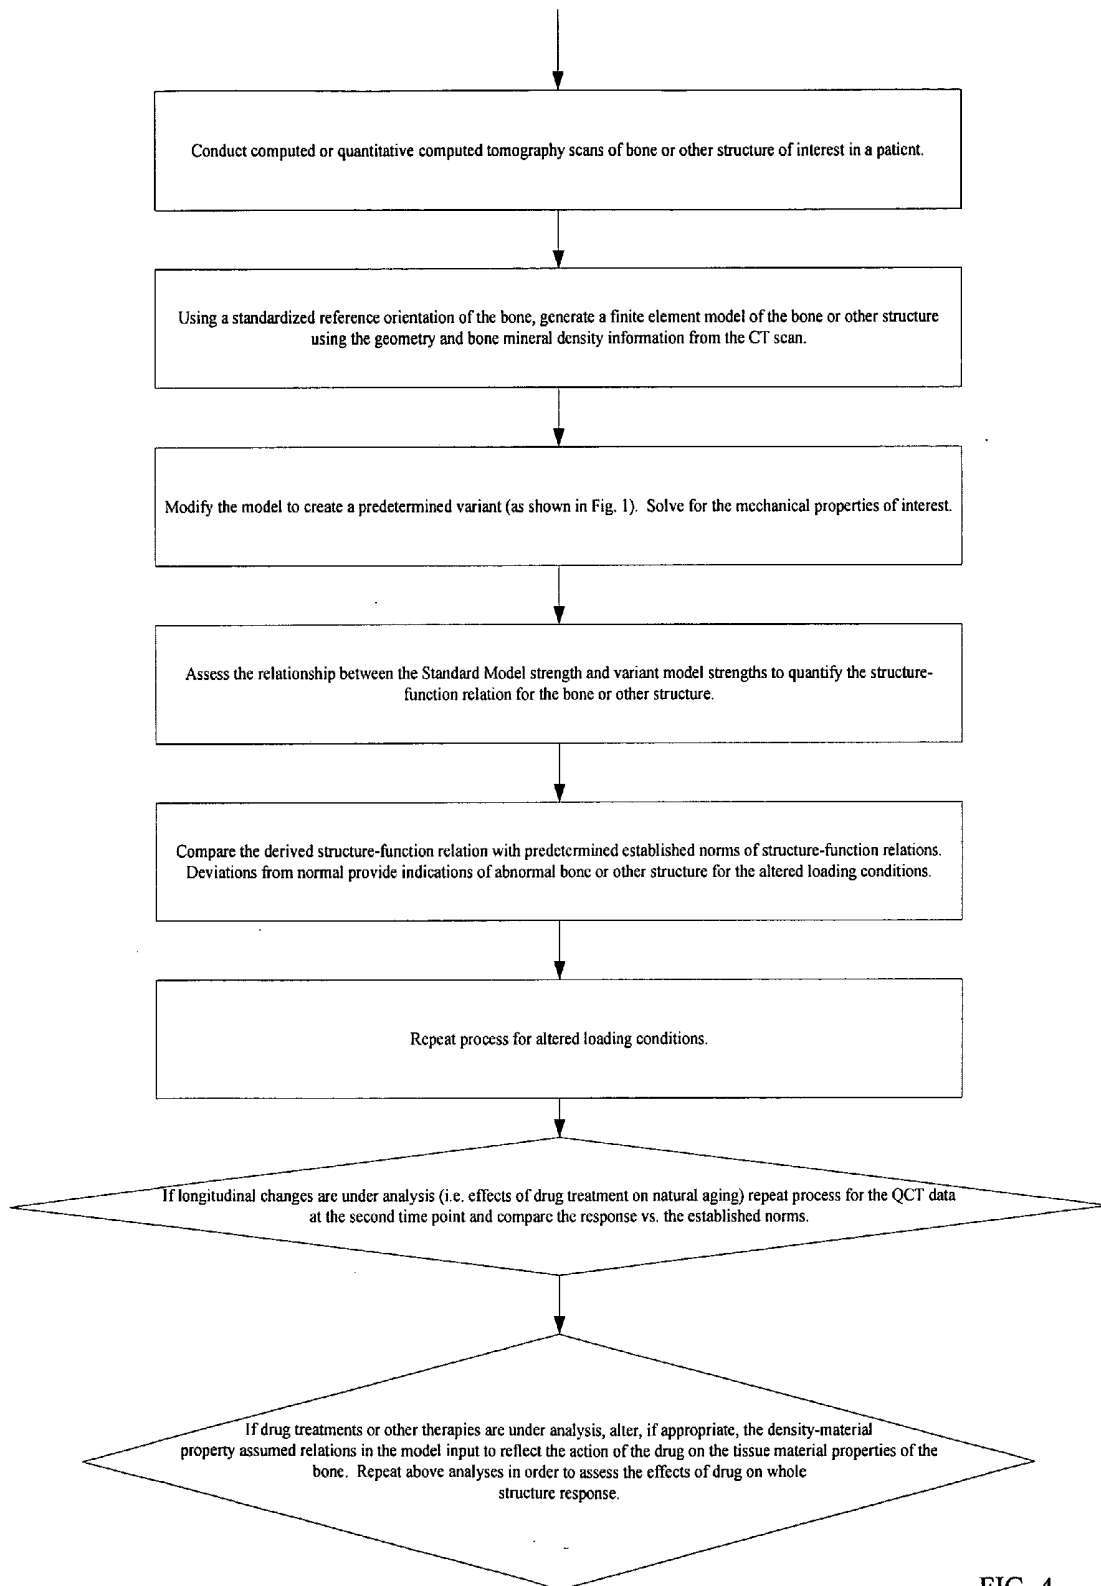 Conduct computed or quantitative computed tomography scans of bone or other structure of interest in a patient.
Using a standardized reference orientation of the bone, generate a finite element model of the bone or other structure
using the geometry and bone mineral density information from the CT scan.
Modify the model to create a predetermined variant (as shown in Fig. 1). Solve for the mechanical properties of interest.
Assess the relationship between the Standard Model strength and variant model strengths to quantify the structure-
function relation for the bone or other structure.
Compare the derived structure-function relation with predetermined established norms of structure-function relations.
Deviations from normal provide indications of abnormal bone or other structure for the altered loading conditions.
Repeat process for altered loading conditions.
If longitudinal changes are under analysis (i.e. effects of drug treatment on natural aging) repeat process for the QCT data
at the second time point and compare the response vs. the established norms.
If drug treatments or other therapies are under analysis, alter, if appropriate, the density-material
property assumed relations in the model input to reflect the action of the drug on the tissue material properties of the
bone. Repeat above analyses in order to assess the effects of drug on whole
structure response.
FIG. 4